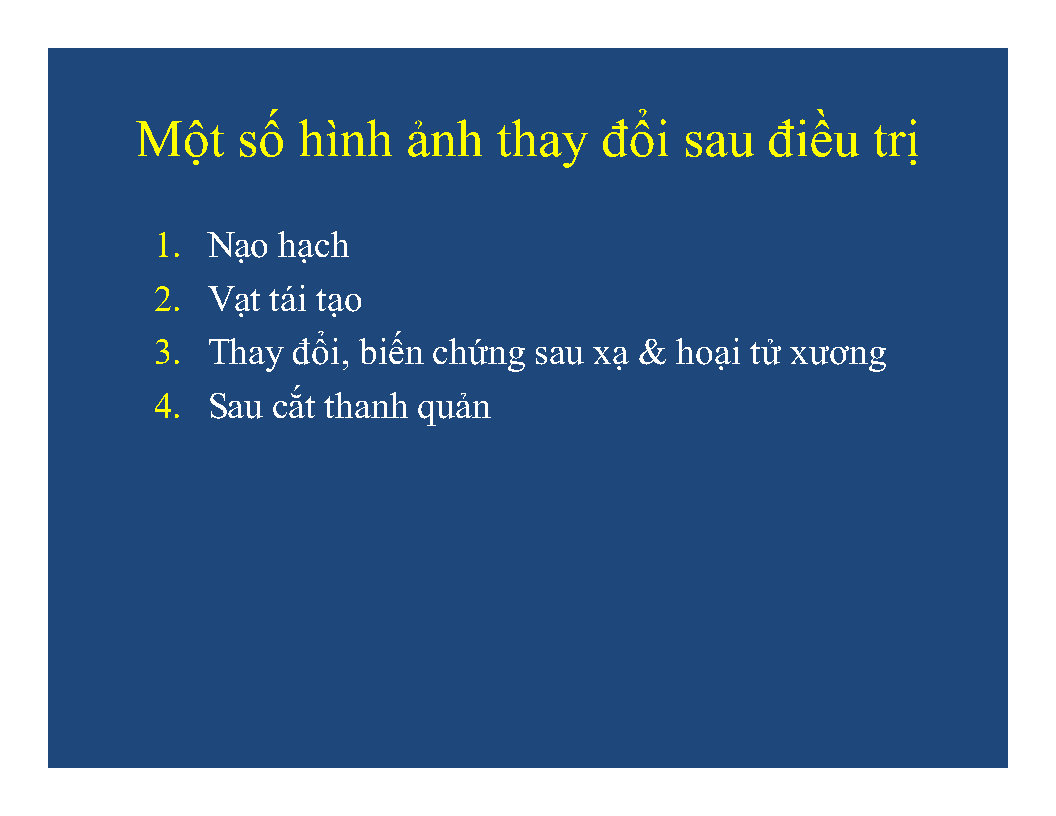 Một số hình ảnh thay đổi sau điều trị
1. Nạo hạch
2. Vạt tái tạo
3. Thay đổi, biến chứng sau xạ & hoại tử xương
4. Sau cắt thanh quản